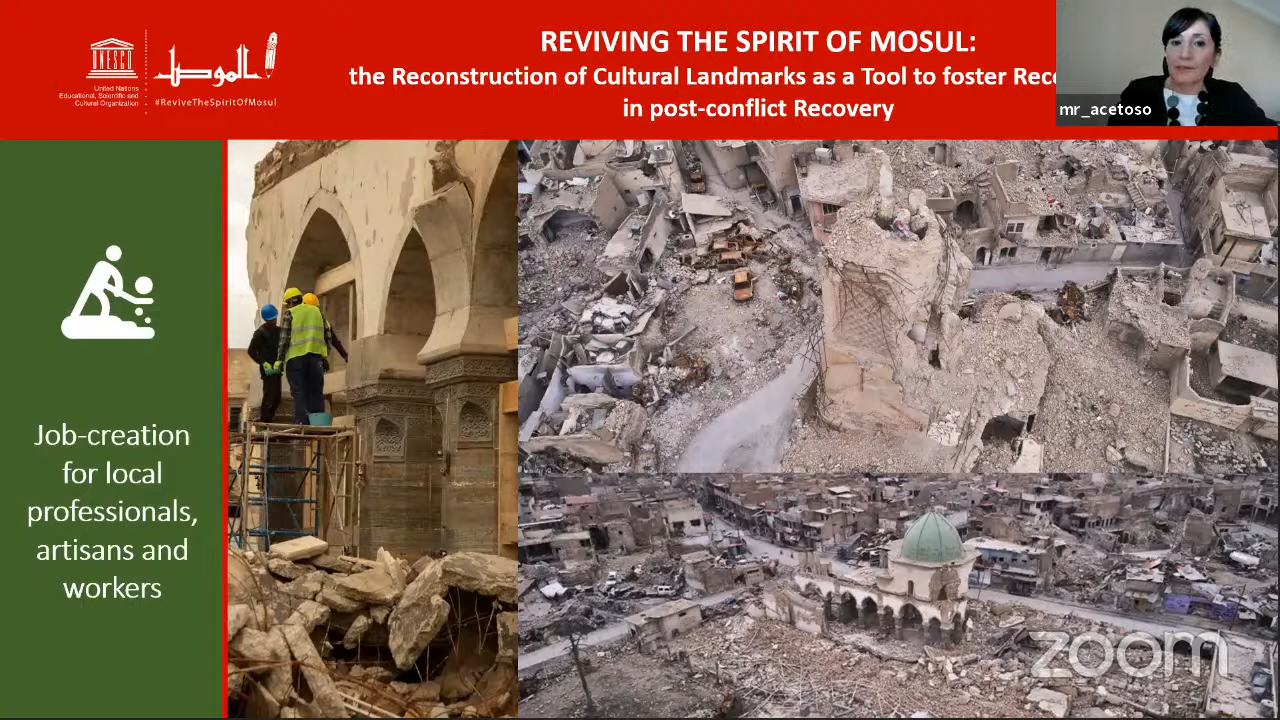 UNESCO
United Nations
Educational, Scientific and
Cultural Organization
الموصل
#ReviveTheSpiritOfMosul
REVIVING THE SPIRIT OF MOSUL:
the Reconstruction of Cultural Landmarks as a Tool to foster Rec
in post-conflict Recovery
mr_acetoso
Job-creation
for local
professionals,
artisans and
workers
zoom